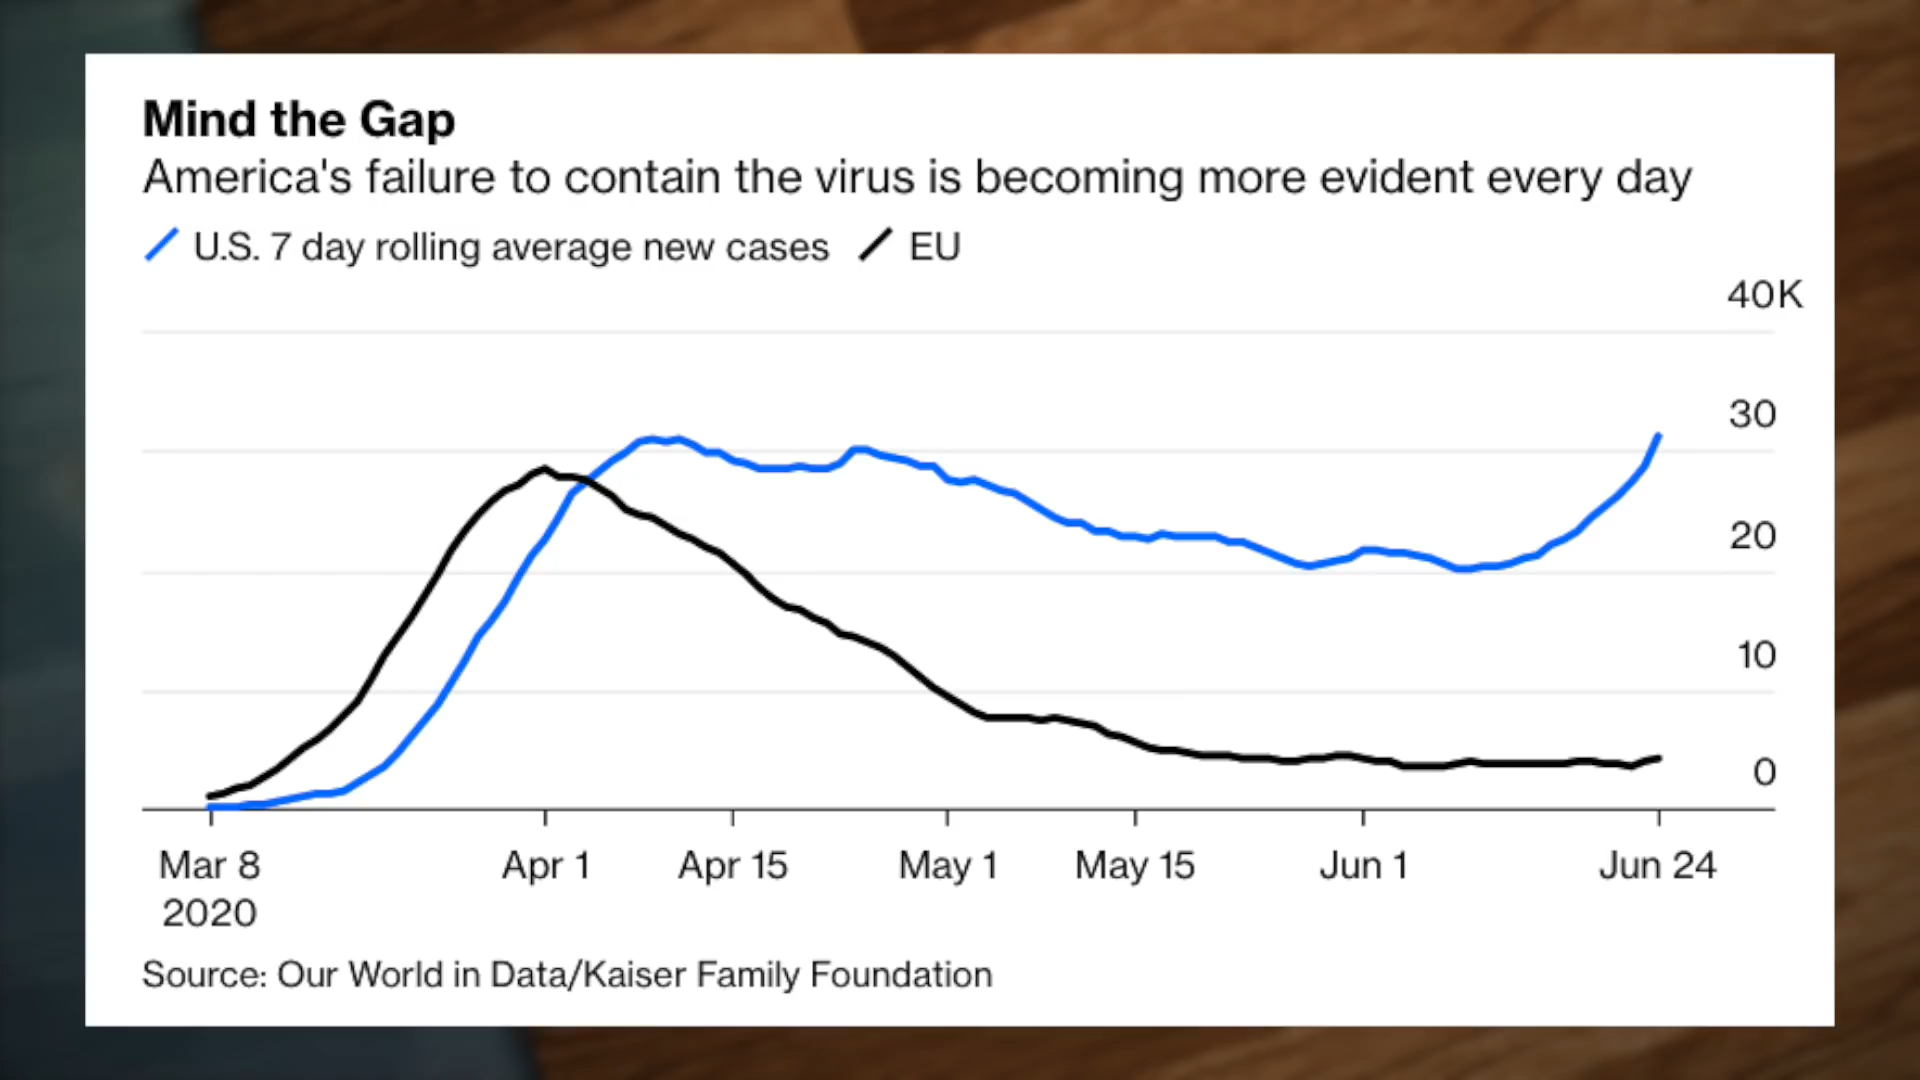 Mind the Gap
America's failure to contain the virus is becoming more evident every day
U.S. 7 day rolling average new cases EU
40K
30
20
10
0
Mar 8 Apr 1 Apr 15 May 1 May 15 Jun 1 Jun 24
2020
Source: Our World in Data/Kaiser Family Foundation